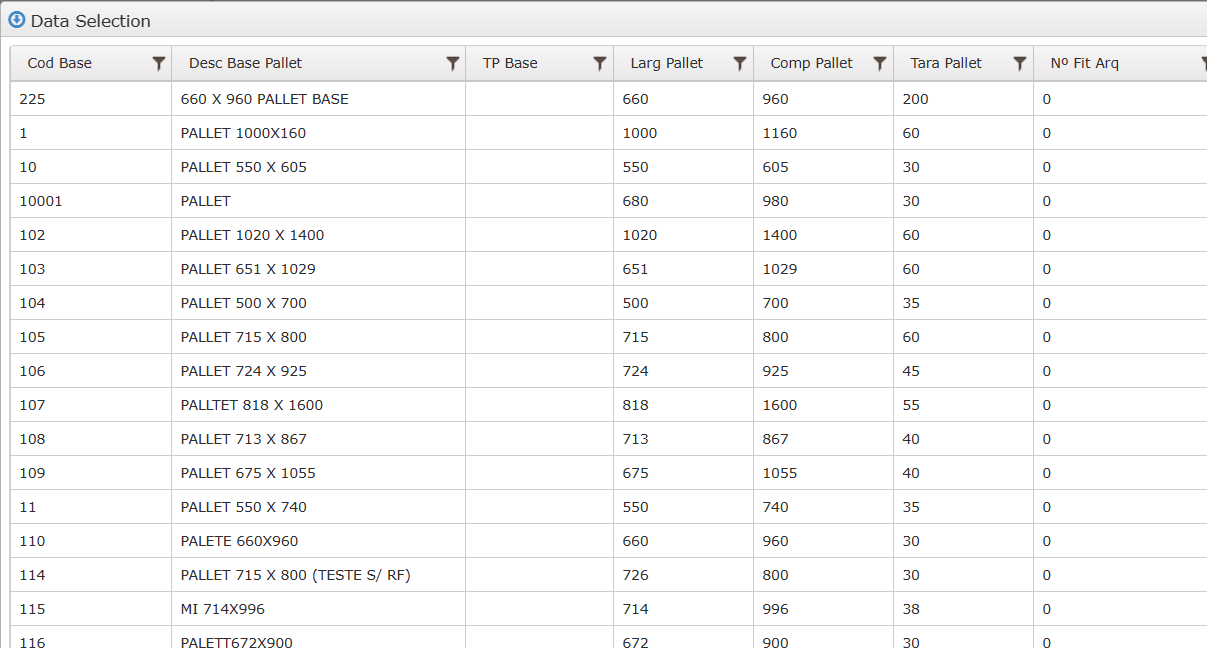 Data Selection
Cod Base Desc Base Pallet TP Base Larg Pallet Comp Pallet Tara Pallet Nº Fit Arq
225 660 X 960 PALLET BASE 660 960 200 0
1 PALLET 1000X160 1000 1160 60 0
10 PALLET 550 X 605 550 605 30 0
10001 PALLET 680 980 30 0
102 PALLET 1020 X 1400 1020 1400 60 0
103 PALLET 651 X 1029 651 1029 60 0
104 PALLET 500 X 700 500 700 35 0
105 PALLET 715 X 800 715 800 60 0
106 PALLET 724 X 925 724 925 45 0
107 PALLTET 818 X 1600 818 1600 55 0
108 PALLET 713 X 867 713 867 40 0
109 PALLET 675 X 1055 675 1055 40 0
11 PALLET 550 X 740 550 740 35 0
110 PALETE 660X960 660 960 30 0
114 PALLET 715 X 800 (TESTE S/ RF) 726 800 30 0
115 MI 714X996 714 996 38 0
116 PALETT672X900 672 900 30 0